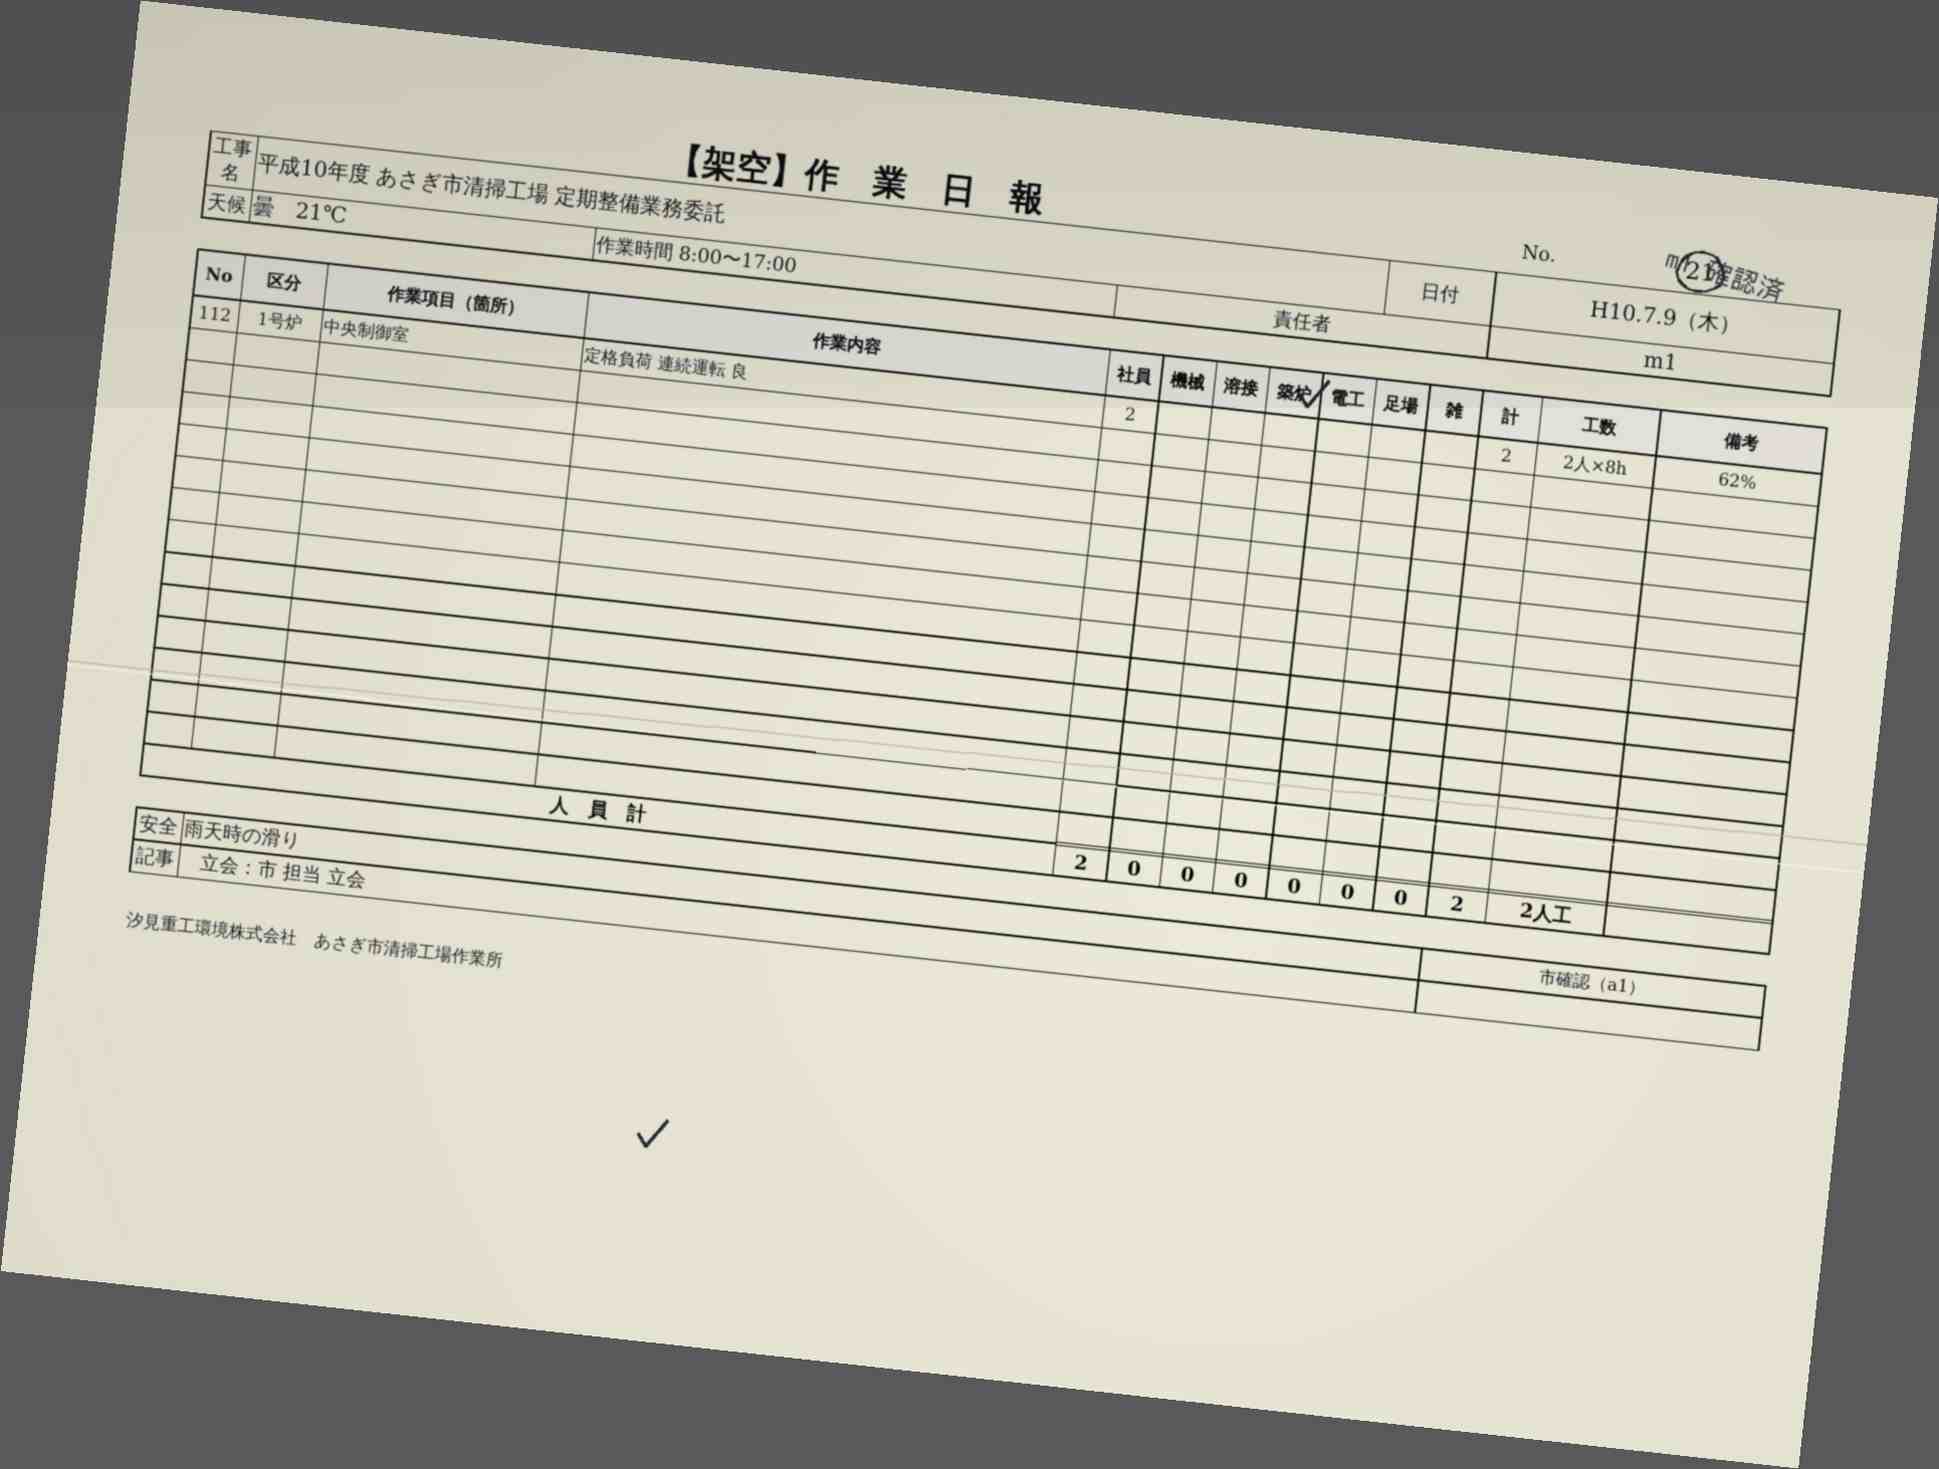 【架空】作 業 日 報
No. 21
m1 確認済
工事名 平成10年度 あさぎ市清掃工場 定期整備業務委託 日付 H10.7.9（木）
天候 曇 21℃ 作業時間 8:00〜17:00 責任者 m1
No 区分 作業項目（箇所） 作業内容 社員 機械 溶接 築炉 電工 足場 雑 計 工数 備考
112 1号炉 中央制御室 定格負荷 連続運転 良 2 2 2人×8h 62%
人 員 計 2 0 0 0 0 0 0 2 2人工
安全 雨天時の滑り 市確認（a1）
記事 立会：市 担当 立会
汐見重工環境株式会社 あさぎ市清掃工場作業所